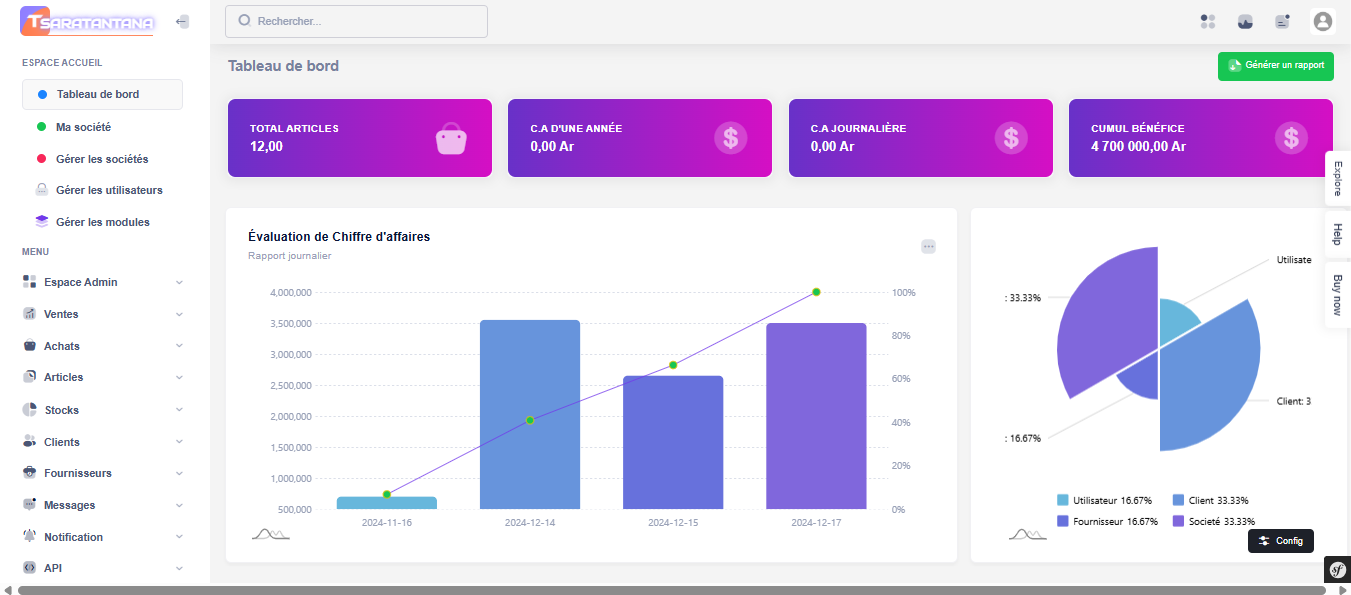 TSARATANTANA
Rechercher...
ESPACE ACCUEIL
Tableau de bord
Ma société
Gérer les sociétés
Gérer les utilisateurs
Gérer les modules
MENU
Espace Admin
Ventes
Achats
Articles
Stocks
Clients
Fournisseurs
Messages
Notification
API
Tableau de bord
Générer un rapport
TOTAL ARTICLES
12,00
C.A D'UNE ANNÉE
0,00 Ar
$
C.A JOURNALIÈRE
0,00 Ar
$
CUMUL BÉNÉFICE
4 700 000,00 Ar
$
Explore
Help
Buy now
Évaluation de Chiffre d'affaires
Rapport journalier
4,000,000
3,500,000
3,000,000
2,500,000
2,000,000
1,500,000
1,000,000
500,000
100%
80%
60%
40%
20%
0%
2024-11-16
2024-12-14
2024-12-15
2024-12-17
Utilisate
: 33.33%
Client: 3
: 16.67%
Utilisateur 16.67%
Client 33.33%
Fournisseur 16.67%
Societé 33.33%
Config
sf